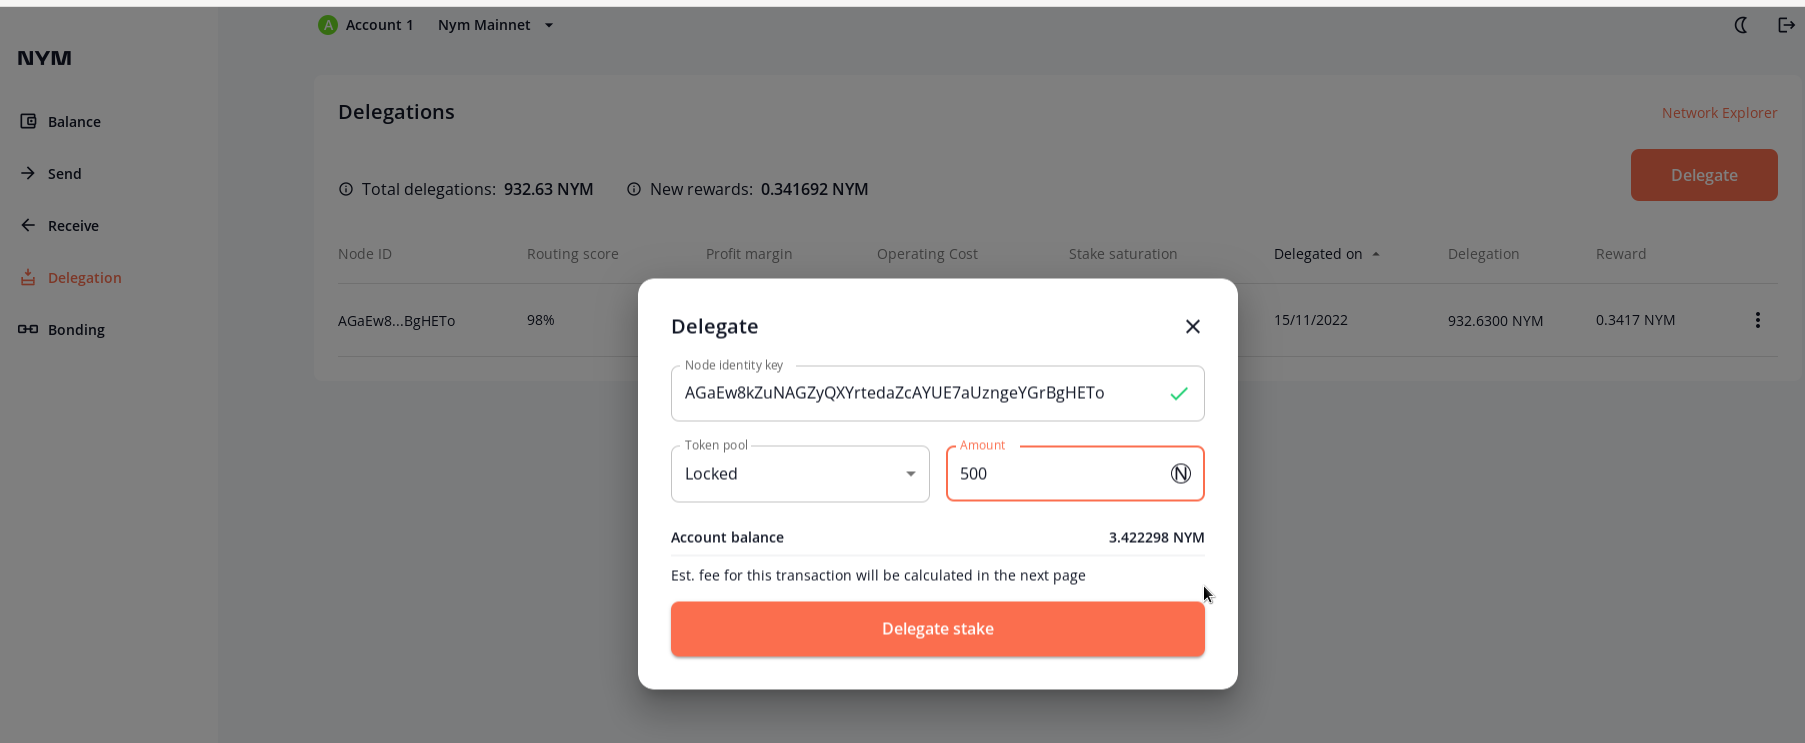 A Account 1 Nym Mainnet
NYM
Balance
Send
Receive
Delegation
Bonding
Delegations
Network Explorer
Total delegations: 932.63 NYM New rewards: 0.341692 NYM
Delegate
Node ID Routing score Profit margin Operating Cost Stake saturation Delegated on Delegation Reward
AGaEw8...BgHETo 98% 15/11/2022 932.6300 NYM 0.3417 NYM
Delegate
Node identity key
AGaEw8kZuNAGZyQXYrtedaZcAYUE7aUzngeYGrBgHETo
Token pool Amount
Locked 500 N
Account balance 3.422298 NYM
Est. fee for this transaction will be calculated in the next page
Delegate stake